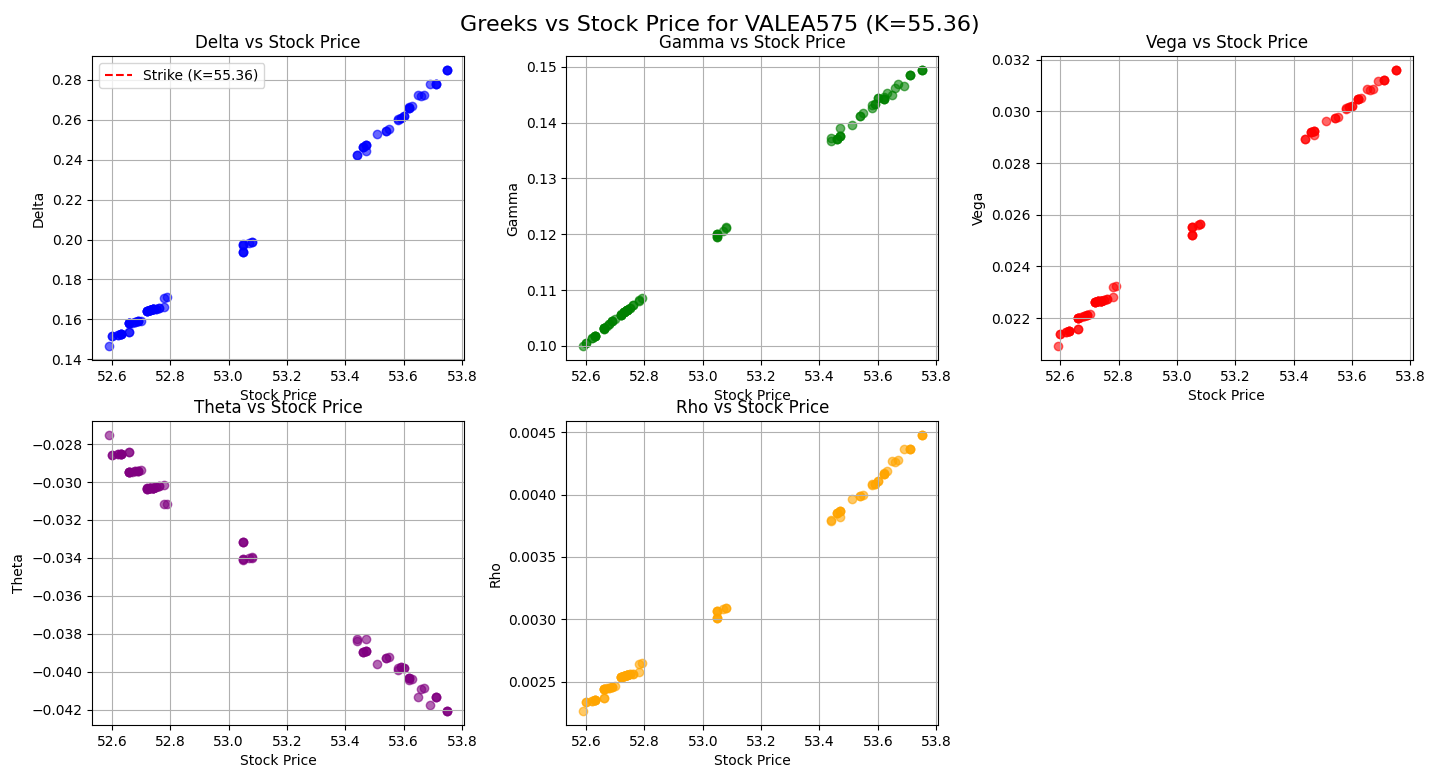 Greeks vs Stock Price for VALEA575 (K=55.36)
Delta vs Stock Price
Strike (K=55.36)
Delta
0.28
0.26
0.24
0.22
0.20
0.18
0.16
0.14
52.6 52.8 53.0 53.2 53.4 53.6 53.8
Stock Price
Gamma vs Stock Price
Gamma
0.15
0.14
0.13
0.12
0.11
0.10
52.6 52.8 53.0 53.2 53.4 53.6 53.8
Stock Price
Vega vs Stock Price
Vega
0.032
0.030
0.028
0.026
0.024
0.022
52.6 52.8 53.0 53.2 53.4 53.6 53.8
Stock Price
Theta vs Stock Price
Theta
−0.028
−0.030
−0.032
−0.034
−0.036
−0.038
−0.040
−0.042
52.6 52.8 53.0 53.2 53.4 53.6 53.8
Stock Price
Rho vs Stock Price
Rho
0.0045
0.0040
0.0035
0.0030
0.0025
52.6 52.8 53.0 53.2 53.4 53.6 53.8
Stock Price